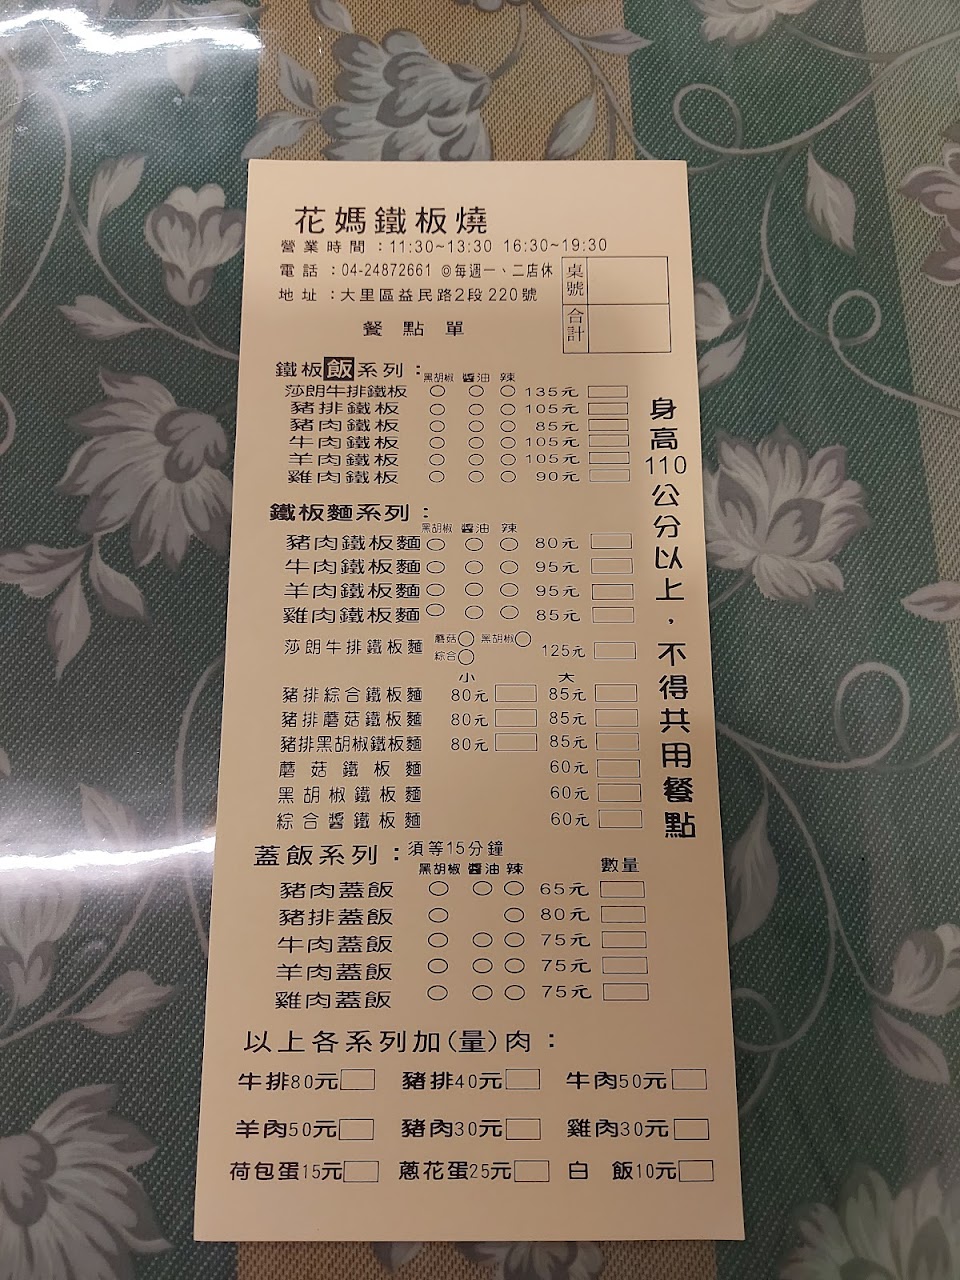 花媽鐵板燒
營業時間：11:30~13:30 16:30~19:30
電話：04-24872661 ◎每週一、二店休
地址：大里區益民路2段220號
桌號
合計
餐點單
鐵板飯系列：
黑胡椒 醬油 辣
莎朗牛排鐵板 ○ ○ ○ 135元
豬排鐵板 ○ ○ ○ 105元
豬肉鐵板 ○ ○ ○ 85元
牛肉鐵板 ○ ○ ○ 105元
羊肉鐵板 ○ ○ ○ 105元
雞肉鐵板 ○ ○ ○ 90元
鐵板麵系列：
黑胡椒 醬油 辣
豬肉鐵板麵 ○ ○ ○ 80元
牛肉鐵板麵 ○ ○ ○ 95元
羊肉鐵板麵 ○ ○ ○ 95元
雞肉鐵板麵 ○ ○ ○ 85元
莎朗牛排鐵板麵 蘑菇○ 黑胡椒○ 綜合○ 125元
小 大
豬排綜合鐵板麵 80元 85元
豬排蘑菇鐵板麵 80元 85元
豬排黑胡椒鐵板麵 80元 85元
蘑菇鐵板麵 60元
黑胡椒鐵板麵 60元
綜合醬鐵板麵 60元
蓋飯系列：須等15分鐘
黑胡椒 醬油 辣 數量
豬肉蓋飯 ○ ○ ○ 65元
豬排蓋飯 ○ ○ 80元
牛肉蓋飯 ○ ○ ○ 75元
羊肉蓋飯 ○ ○ ○ 75元
雞肉蓋飯 ○ ○ ○ 75元
以上各系列加(量)肉：
牛排80元 豬排40元 牛肉50元
羊肉50元 豬肉30元 雞肉30元
荷包蛋15元 蔥花蛋25元 白 飯10元
身高110公分以上，不得共用餐點